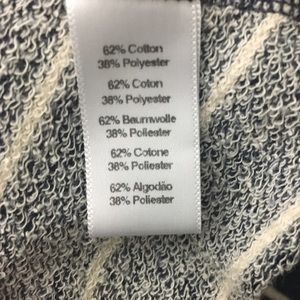 62% Cotton
38% Polyester
62% Coton
38% Polyester
62% Baumwolle
38% Poliester
62% Cotone
38% Poliester
62% Algodão
38% Poliester